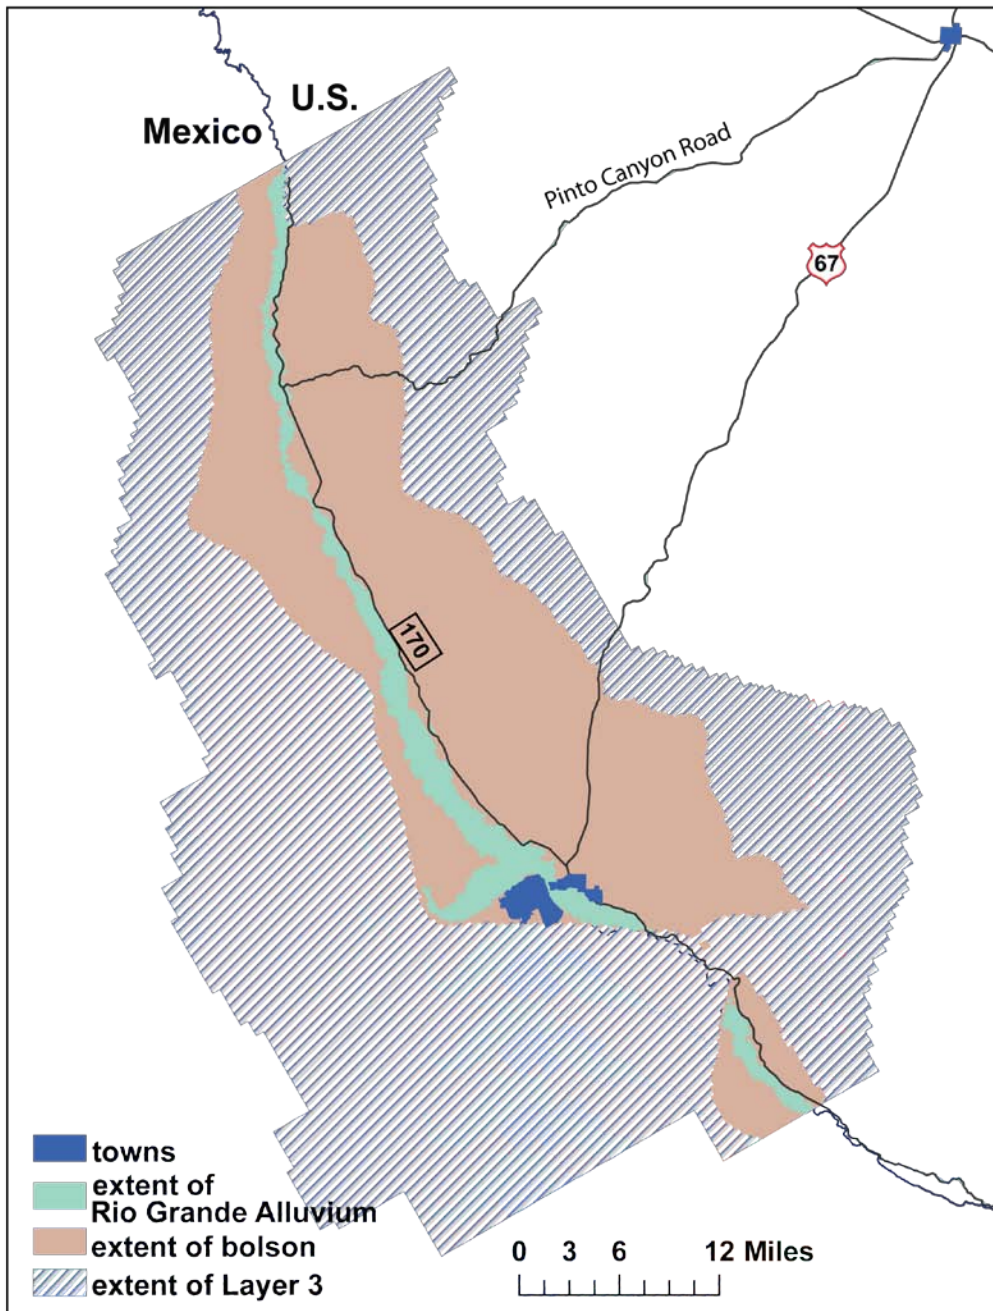 U.S.
Mexico
Pinto Canyon Road
67
170
towns
extent of
Rio Grande Alluvium
extent of bolson
extent of Layer 3
0 3 6 12 Miles